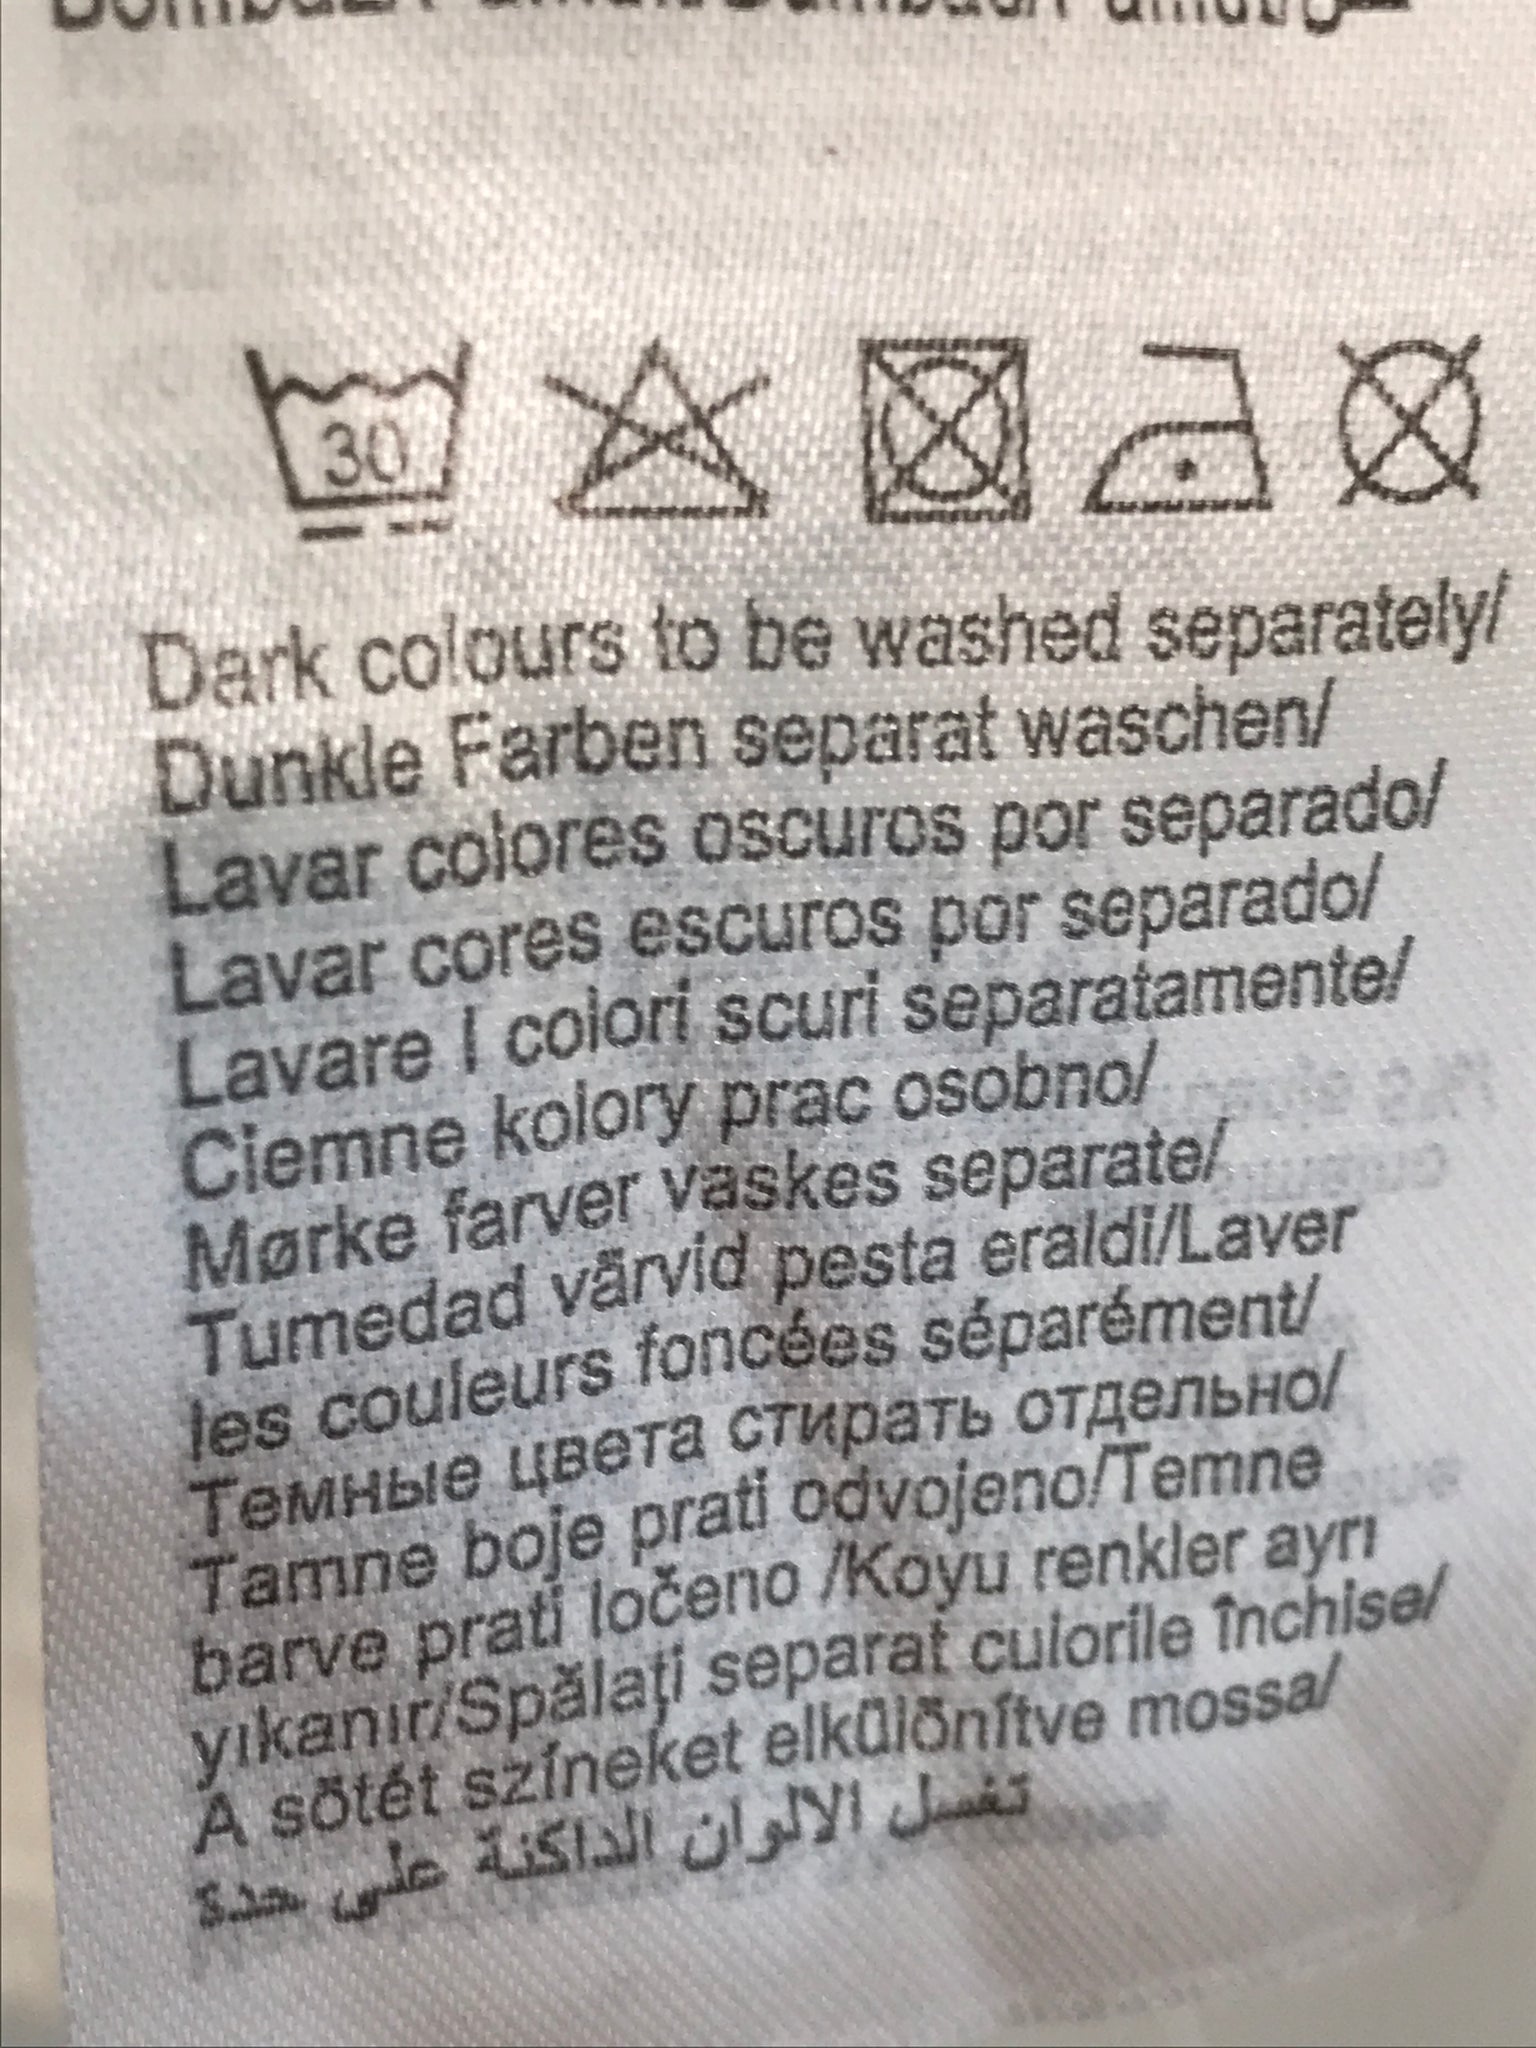 30
Dark colours to be washed separately/
Dunkle Farben separat waschen/
Lavar colores oscuros por separado/
Lavar cores escuros por separado/
Lavare I colori scuri separatamente/
Ciemne kolory prac osobno/
Mørke farver vaskes separate/
Tumedad värvid pesta eraldi/Laver
les couleurs foncées séparément/
Темные цвета стирать отдельно/
Tamne boje prati odvojeno/Temne
barve prati ločeno /Koyu renkler ayrı
yıkanır/Spălați separat culorile închise/
A sötét színeket elkülönítve mossa/
تغسل الالوان الداكنة على حدة